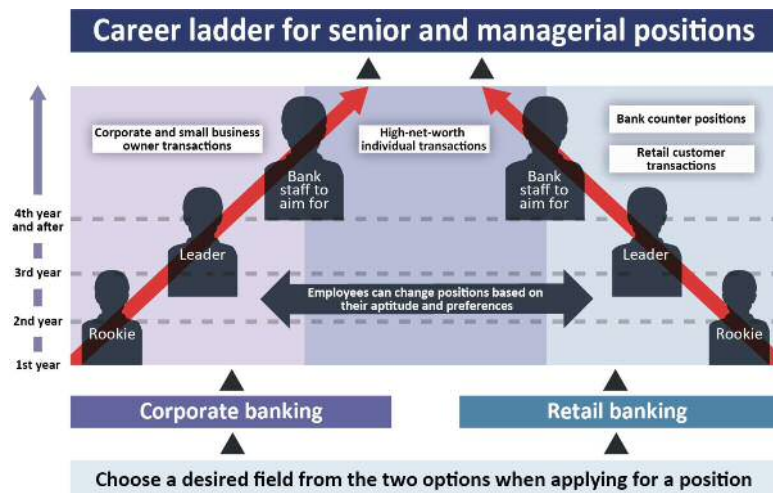 Career ladder for senior and managerial positions
Corporate and small business
owner transactions
High-net-worth
individual transactions
Bank counter positions
Retail customer
transactions
Bank
staff to
aim for
Bank
staff to
aim for
4th year
and after
Leader
Leader
3rd year
Employees can change positions based on
their aptitude and preferences
2nd year
Rookie
Rookie
1st year
Corporate banking
Retail banking
Choose a desired field from the two options when applying for a position